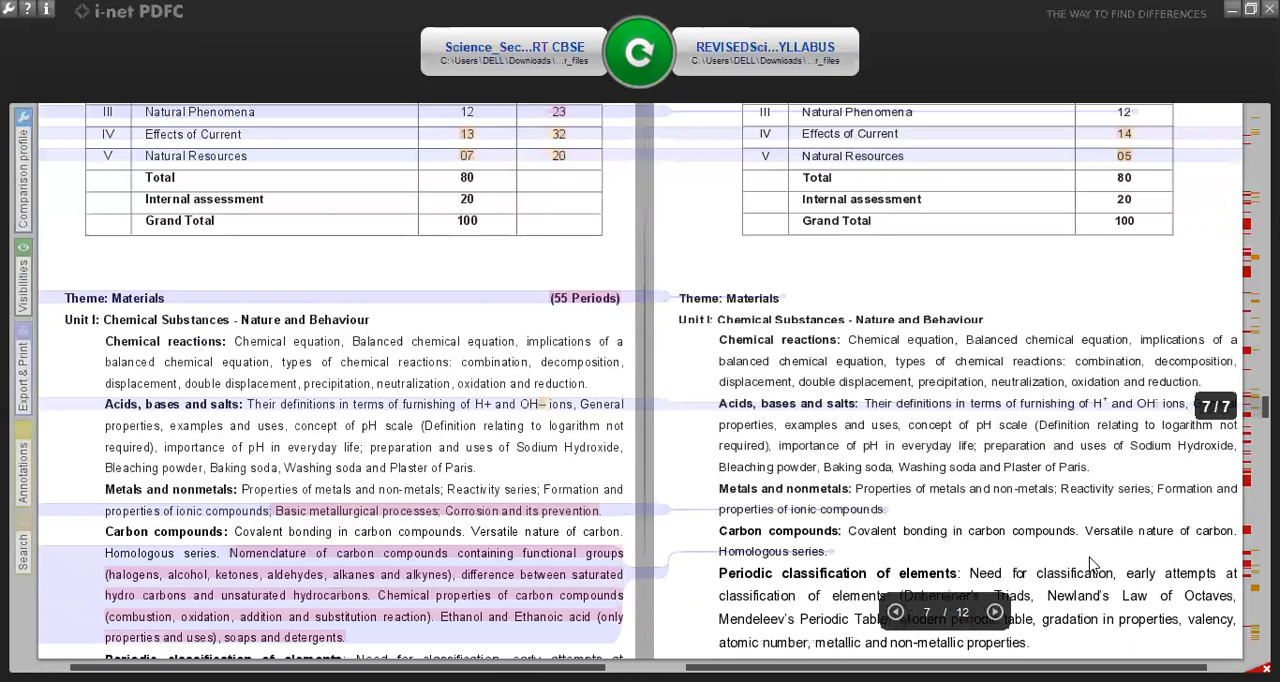 i-net PDFC
THE WAY TO FIND DIFFERENCES
Science_Sec...RT CBSE
C:\Users\DELL\Downloads\...r_files
REVISEDSci...YLLABUS
C:\Users\DELL\Downloads\...r_files
Comparison profile
Visibilities
Export & Print
Annotations
Search
III Natural Phenomena 12 23
IV Effects of Current 13 32
V Natural Resources 07 20
Total 80
Internal assessment 20
Grand Total 100
Theme: Materials (55 Periods)
Unit I: Chemical Substances - Nature and Behaviour
Chemical reactions: Chemical equation, Balanced chemical equation, implications of a
balanced chemical equation, types of chemical reactions: combination, decomposition,
displacement, double displacement, precipitation, neutralization, oxidation and reduction.
Acids, bases and salts: Their definitions in terms of furnishing of H+ and OH– ions, General
properties, examples and uses, concept of pH scale (Definition relating to logarithm not
required), importance of pH in everyday life; preparation and uses of Sodium Hydroxide,
Bleaching powder, Baking soda, Washing soda and Plaster of Paris.
Metals and nonmetals: Properties of metals and non-metals; Reactivity series; Formation and
properties of ionic compounds; Basic metallurgical processes; Corrosion and its prevention.
Carbon compounds: Covalent bonding in carbon compounds. Versatile nature of carbon.
Homologous series. Nomenclature of carbon compounds containing functional groups
(halogens, alcohol, ketones, aldehydes, alkanes and alkynes), difference between saturated
hydro carbons and unsaturated hydrocarbons. Chemical properties of carbon compounds
(combustion, oxidation, addition and substitution reaction). Ethanol and Ethanoic acid (only
properties and uses), soaps and detergents.
Periodic classification of elements: Need for classification, early attempts at
III Natural Phenomena 12
IV Effects of Current 14
V Natural Resources 05
Total 80
Internal assessment 20
Grand Total 100
Theme: Materials
Unit I: Chemical Substances - Nature and Behaviour
Chemical reactions: Chemical equation, Balanced chemical equation, implications of a
balanced chemical equation, types of chemical reactions: combination, decomposition,
displacement, double displacement, precipitation, neutralization, oxidation and reduction.
Acids, bases and salts: Their definitions in terms of furnishing of H⁺ and OH⁻ ions,
properties, examples and uses, concept of pH scale (Definition relating to logarithm not
required), importance of pH in everyday life; preparation and uses of Sodium Hydroxide,
Bleaching powder, Baking soda, Washing soda and Plaster of Paris.
Metals and nonmetals: Properties of metals and non-metals; Reactivity series; Formation and
properties of ionic compounds.
Carbon compounds: Covalent bonding in carbon compounds. Versatile nature of carbon.
Homologous series.
Periodic classification of elements: Need for classification, early attempts at
classification of elements (Dobereiner's Triads, Newland's Law of Octaves,
Mendeleev's Periodic Table), Modern periodic table, gradation in properties, valency,
atomic number, metallic and non-metallic properties.
7 / 7
7 / 12